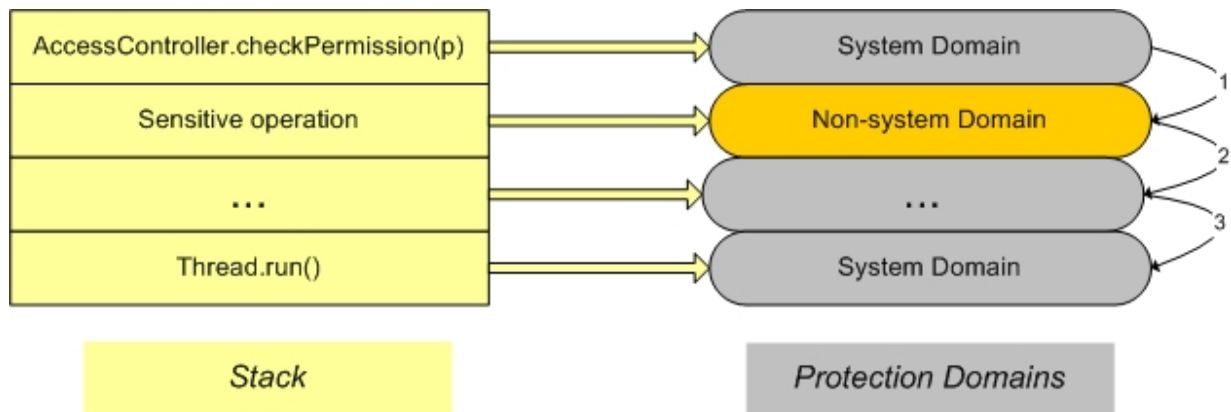 AccessController.checkPermission(p)
System Domain
1
Sensitive operation
Non-system Domain
2
...
...
3
Thread.run()
System Domain
Stack
Protection Domains